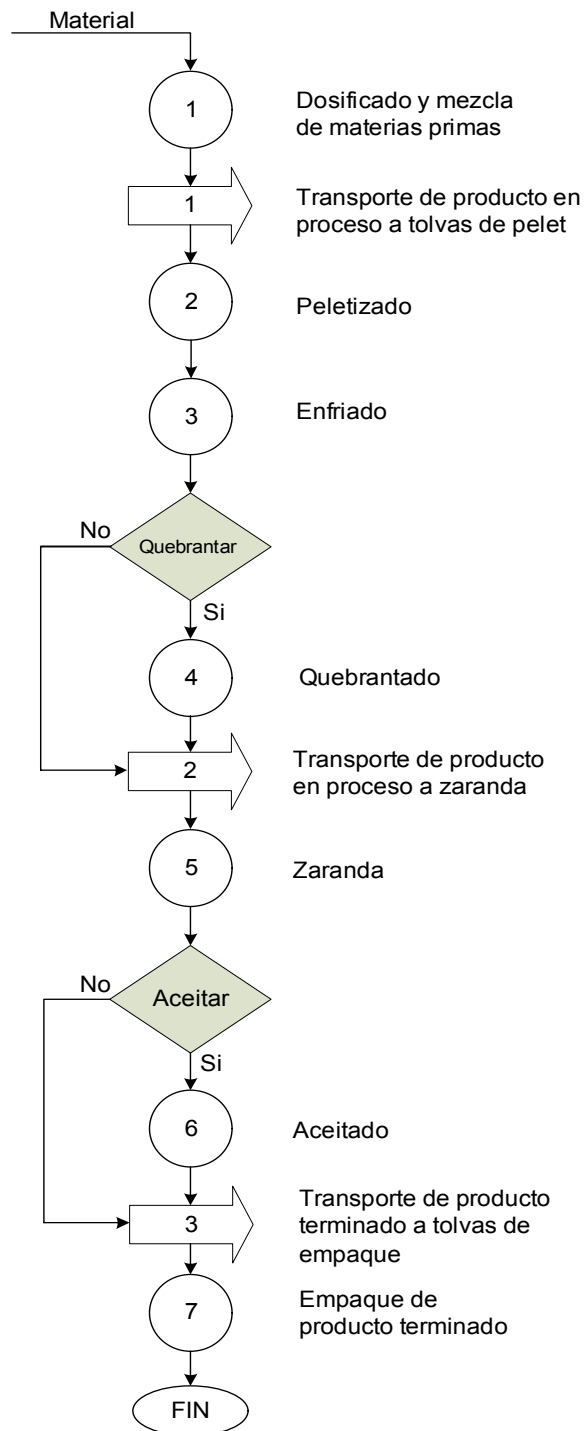 Material
1
Dosificado y mezcla
de materias primas
1
Transporte de producto en
proceso a tolvas de pelet
2
Peletizado
3
Enfriado
No
Quebrantar
Si
4
Quebrantado
2
Transporte de producto
en proceso a zaranda
5
Zaranda
No
Aceitar
Si
6
Aceitado
3
Transporte de producto
terminado a tolvas de
empaque
7
Empaque de
producto terminado
FIN